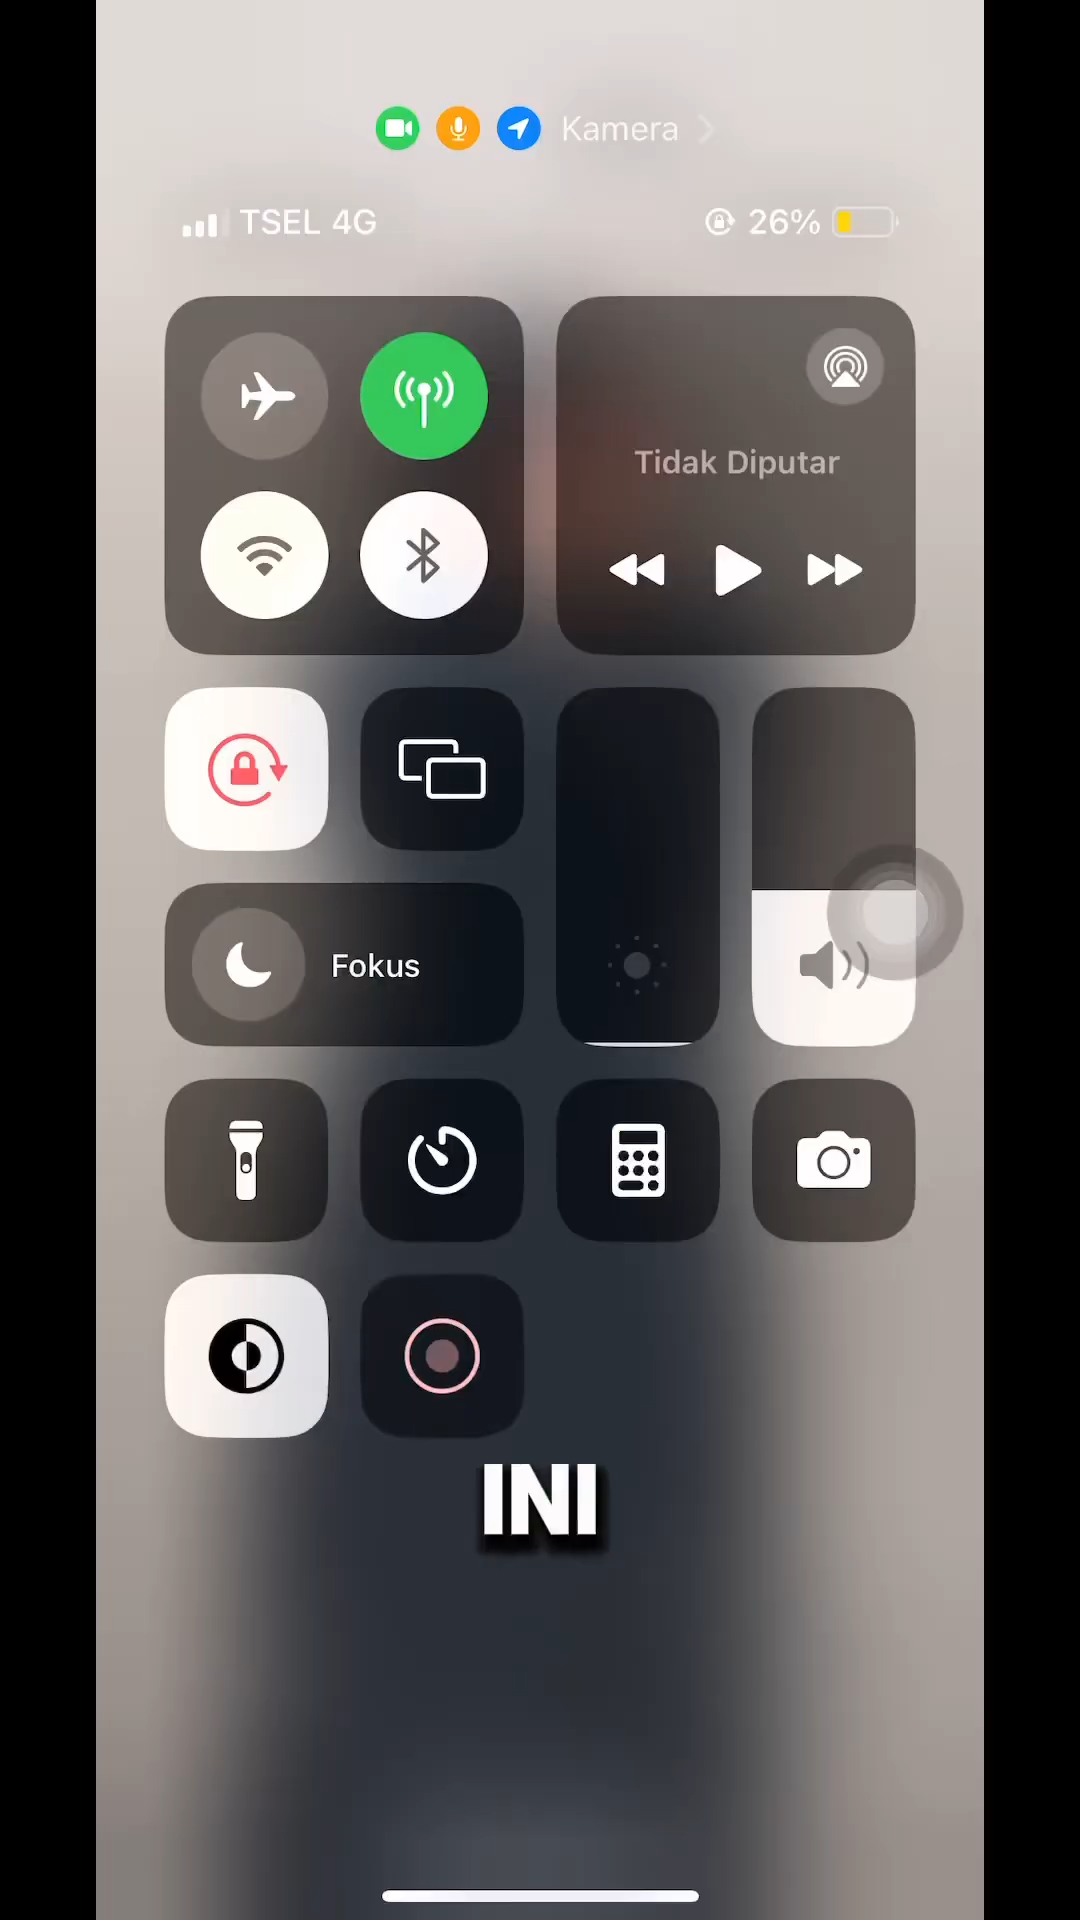 Kamera
TSEL 4G
26%
Tidak Diputar
Fokus
INI